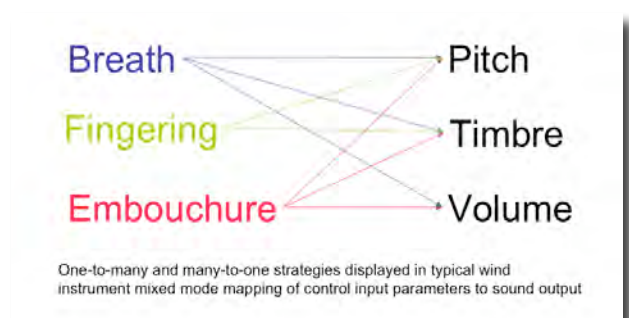 Breath Pitch
Fingering Timbre
Embouchure Volume
One-to-many and many-to-one strategies displayed in typical wind
instrument mixed mode mapping of control input parameters to sound output